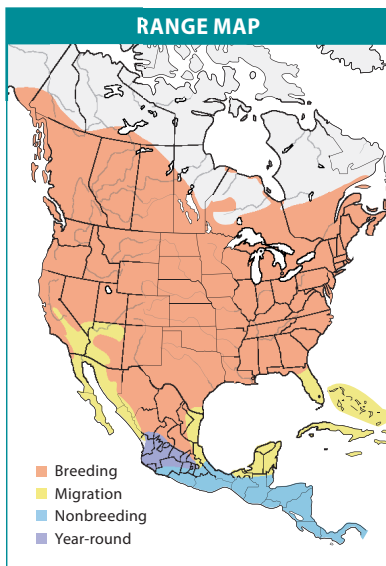 RANGE MAP
Breeding
Migration
Nonbreeding
Year-round